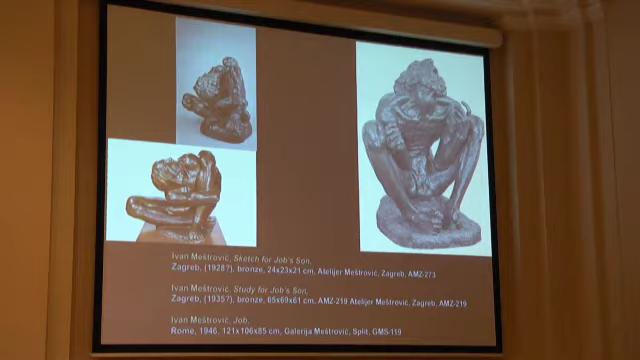 Ivan Meštrović, Sketch for Job's Son,
Zagreb, (1928?), bronze, 24x23x21 cm, Atelijer Meštrović, Zagreb, AMZ-273
Ivan Meštrović, Study for Job's Son,
Zagreb, (1935?), bronze, 65x69x61 cm, AMZ-219 Atelijer Meštrović, Zagreb, AMZ-219
Ivan Meštrović, Job,
Rome, 1946, 121x106x85 cm, Galerija Meštrović, Split, GMS-119